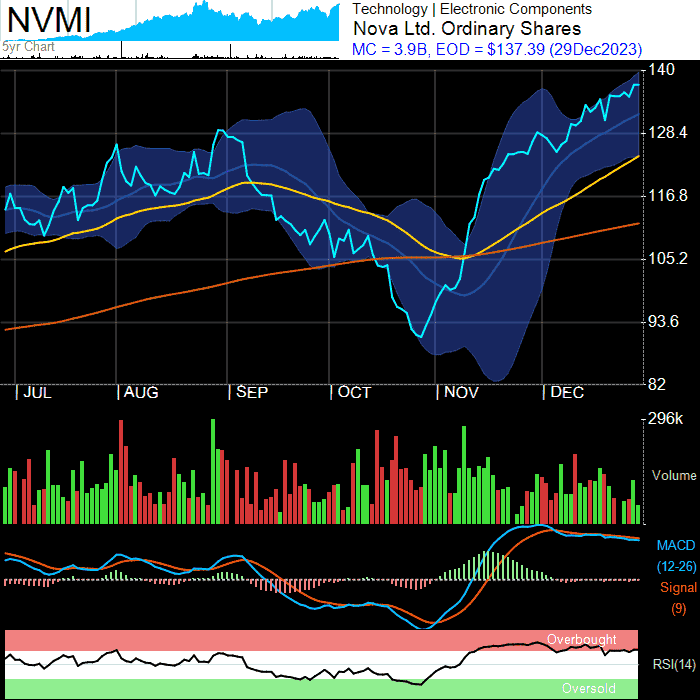 NVMI
5yr Chart
Technology | Electronic Components
Nova Ltd. Ordinary Shares
MC = 3.9B, EOD = $137.39 (29Dec2023)
140
128.4
116.8
105.2
93.6
82
| JUL | AUG | SEP | OCT | NOV | DEC
296k
Volume
MACD
(12-26)
Signal
(9)
Overbought
RSI(14)
Oversold